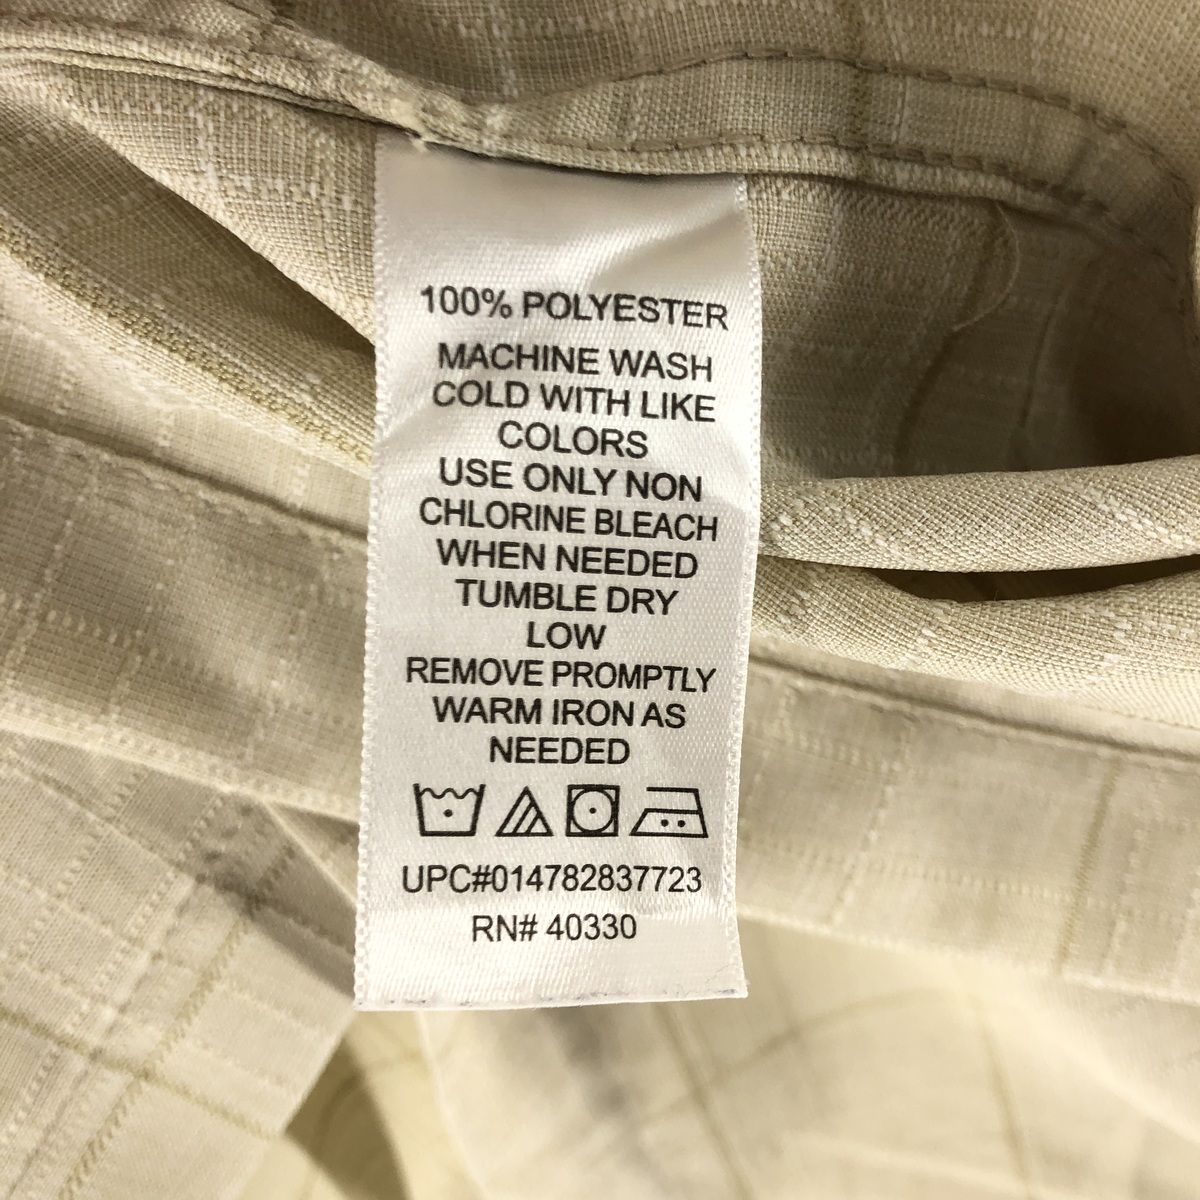 100% POLYESTER
MACHINE WASH
COLD WITH LIKE
COLORS
USE ONLY NON
CHLORINE BLEACH
WHEN NEEDED
TUMBLE DRY
LOW
REMOVE PROMPTLY
WARM IRON AS
NEEDED
UPC#014782837723
RN# 40330